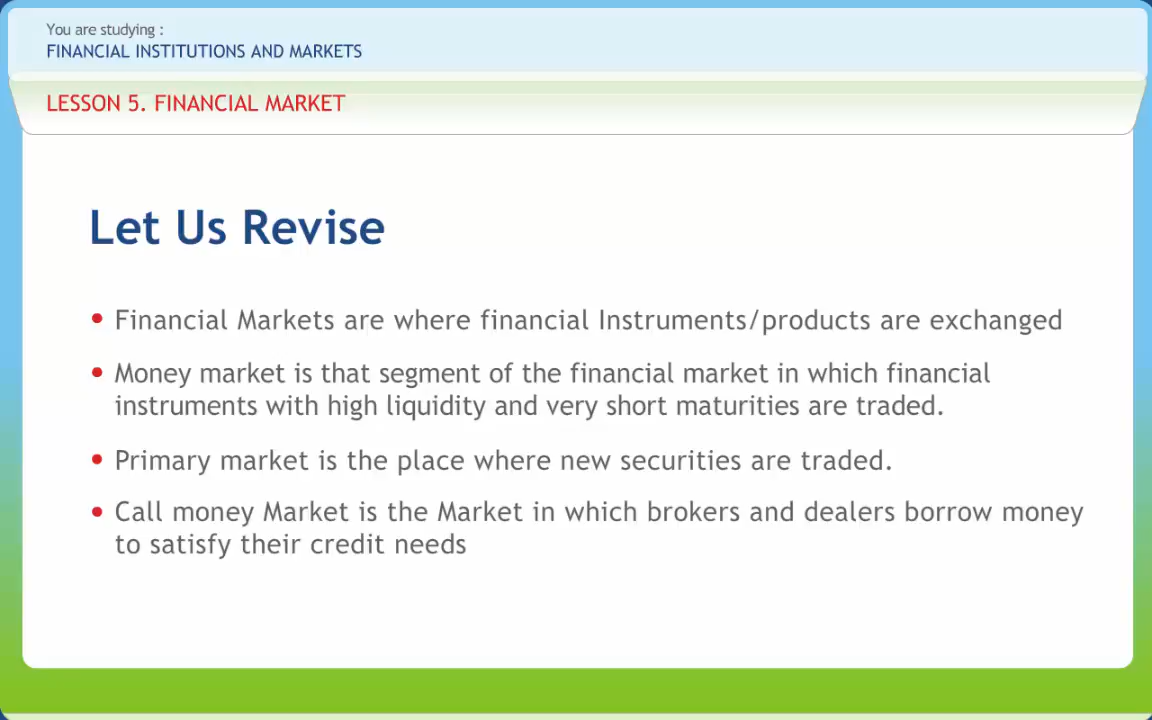 You are studying :
FINANCIAL INSTITUTIONS AND MARKETS
LESSON 5. FINANCIAL MARKET
Let Us Revise
• Financial Markets are where financial Instruments/products are exchanged
• Money market is that segment of the financial market in which financial
instruments with high liquidity and very short maturities are traded.
• Primary market is the place where new securities are traded.
• Call money Market is the Market in which brokers and dealers borrow money
to satisfy their credit needs